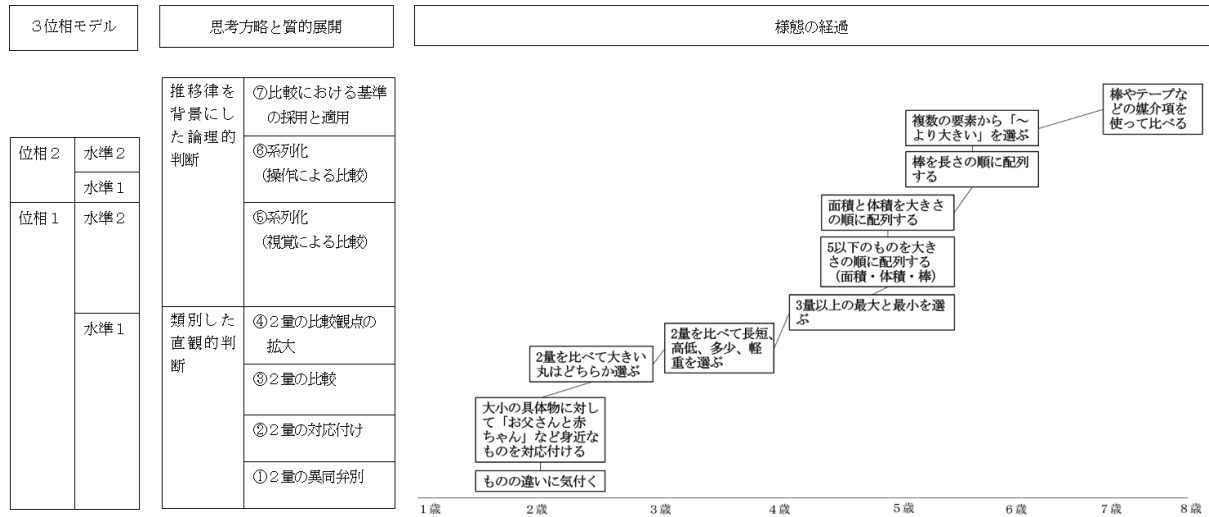 3位相モデル
思考方略と質的展開
様態の経過
位相2
水準2
水準1
位相1
水準2
水準1
推移律を
背景にし
た論理的
判断
⑦比較における基準
の採用と適用
⑥系列化
(操作による比較)
⑥系列化
(視覚による比較)
類別した
直観的判
断
④2量の比較観点の
拡大
③2量の比較
②2量の対応付け
①2量の異同弁別
棒やテープな
どの媒介項を
使って比べる
複数の要素から「～
より大きい」を選ぶ
棒を長さの順に配列
する
面積と体積を大きさ
の順に配列する
5以下のものを大き
さの順に配列する
(面積・体積・棒)
3量以上の最大と最小を選
ぶ
2量を比べて長短、
高低、多少、軽
重を選ぶ
2量を比べて大きい
丸はどちらか選ぶ
大小の具体物に対し
て「お父さんと赤
ちゃん」など身近な
ものを対応付ける
ものの違いに気付く
1歳 2歳 3歳 4歳 5歳 6歳 7歳 8歳